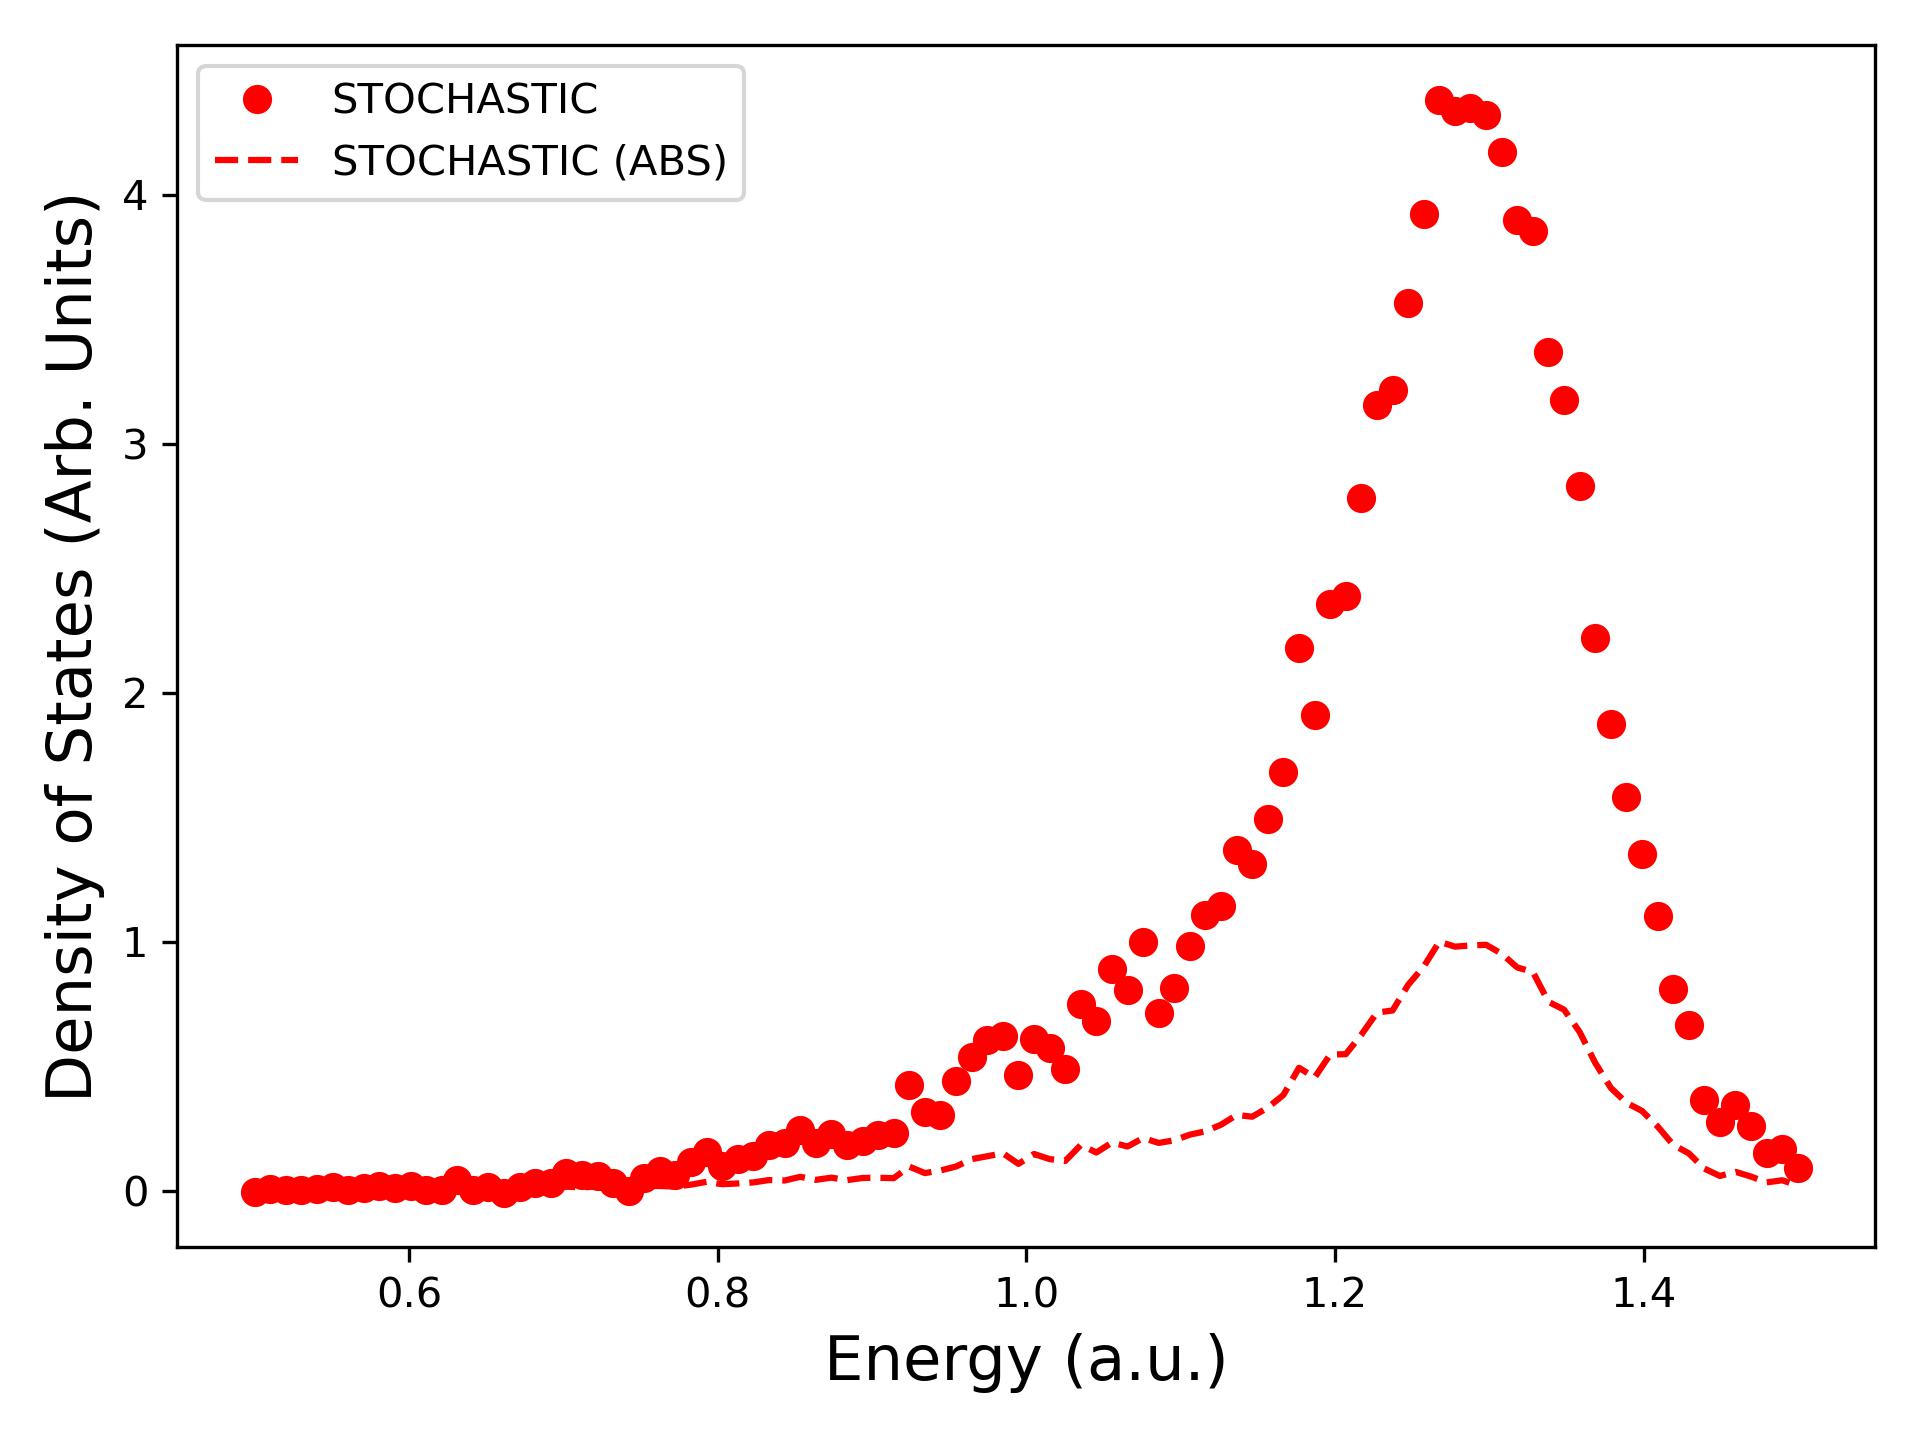 STOCHASTIC
STOCHASTIC (ABS)
Density of States (Arb. Units)
4
3
2
1
0
0.6 0.8 1.0 1.2 1.4
Energy (a.u.)